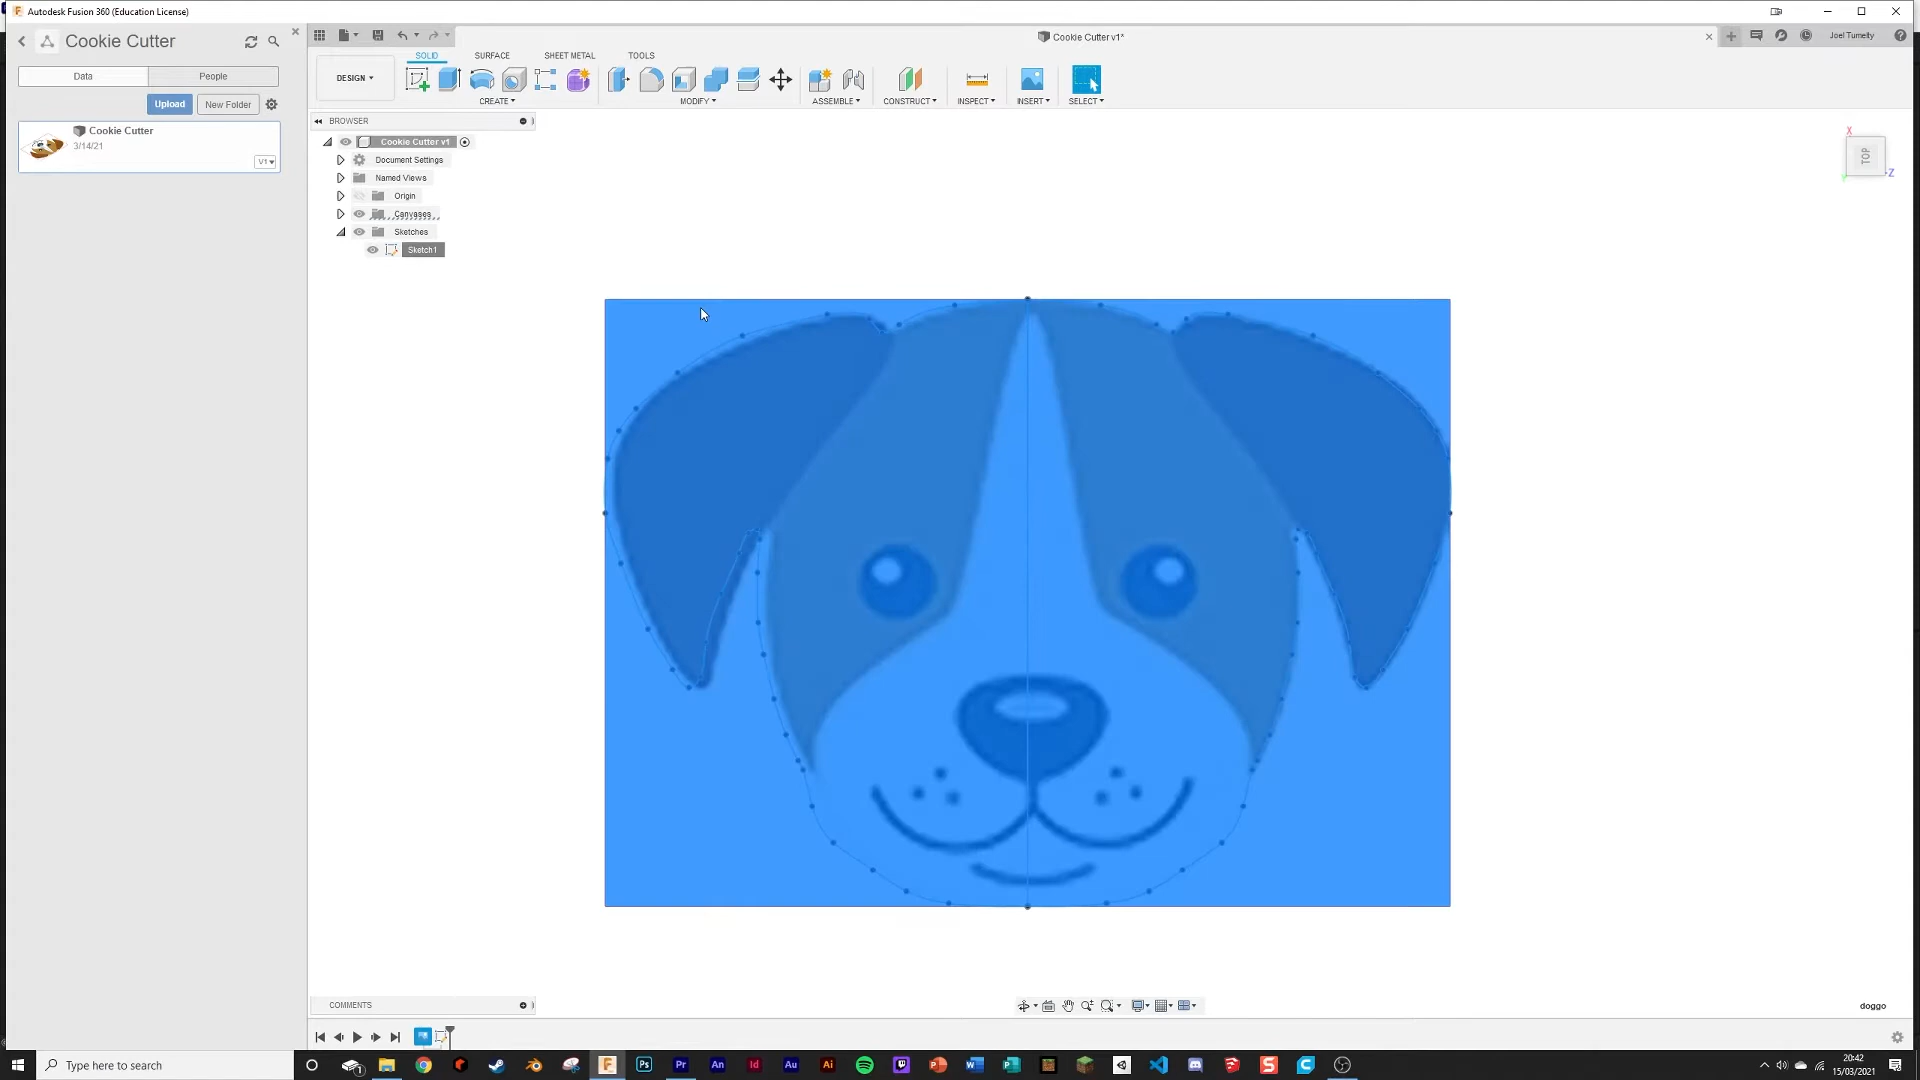 Autodesk Fusion 360 (Education License)
Cookie Cutter
Data
People
Upload
New Folder
Cookie Cutter
3/14/21
V1
Cookie Cutter v1*
Joel Tumelty
DESIGN
SOLID
SURFACE
SHEET METAL
TOOLS
CREATE
MODIFY
ASSEMBLE
CONSTRUCT
INSPECT
INSERT
SELECT
BROWSER
Cookie Cutter v1
Document Settings
Named Views
Origin
Canvases
Sketches
Sketch1
X
TOP
Z
Y
COMMENTS
doggo
Type here to search
20:42
15/03/2021